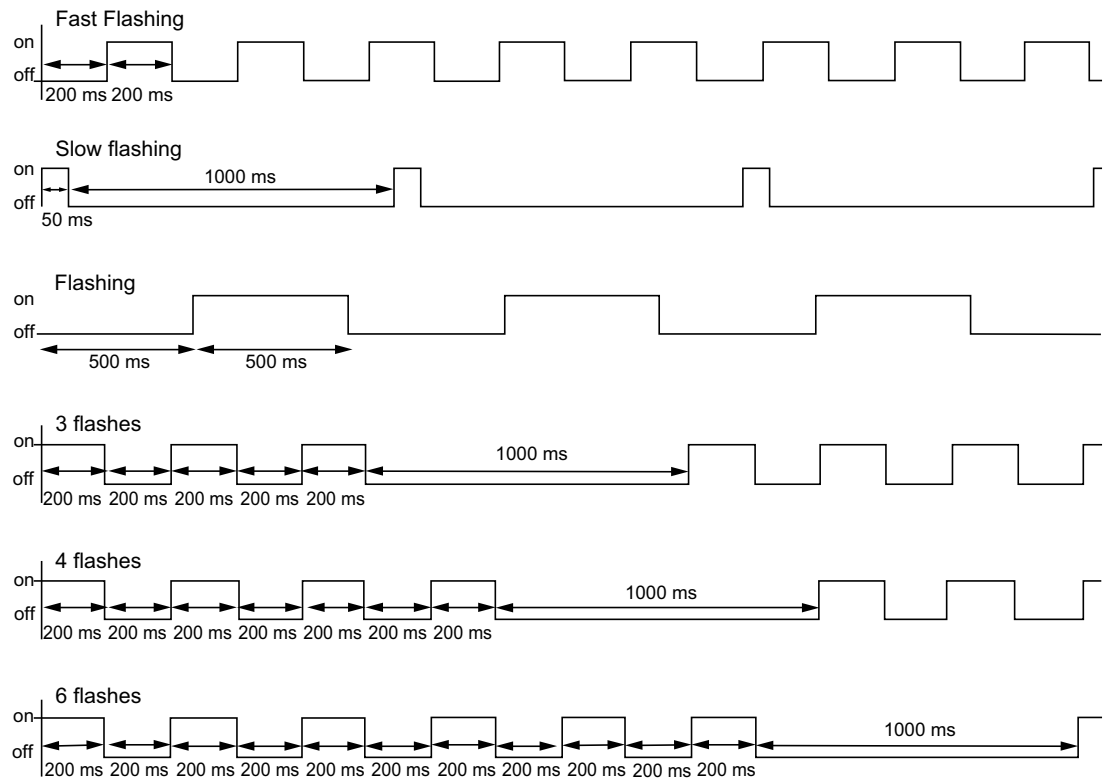 Fast Flashing
on
off
200 ms 200 ms
Slow flashing
on
1000 ms
off
50 ms
Flashing
on
off
500 ms 500 ms
3 flashes
on
1000 ms
off
200 ms 200 ms 200 ms 200 ms 200 ms
4 flashes
on
1000 ms
off
200 ms 200 ms 200 ms 200 ms 200 ms 200 ms 200 ms
6 flashes
on
1000 ms
off
200 ms 200 ms 200 ms 200 ms 200 ms 200 ms 200 ms 200 ms 200 ms 200 ms 200 ms